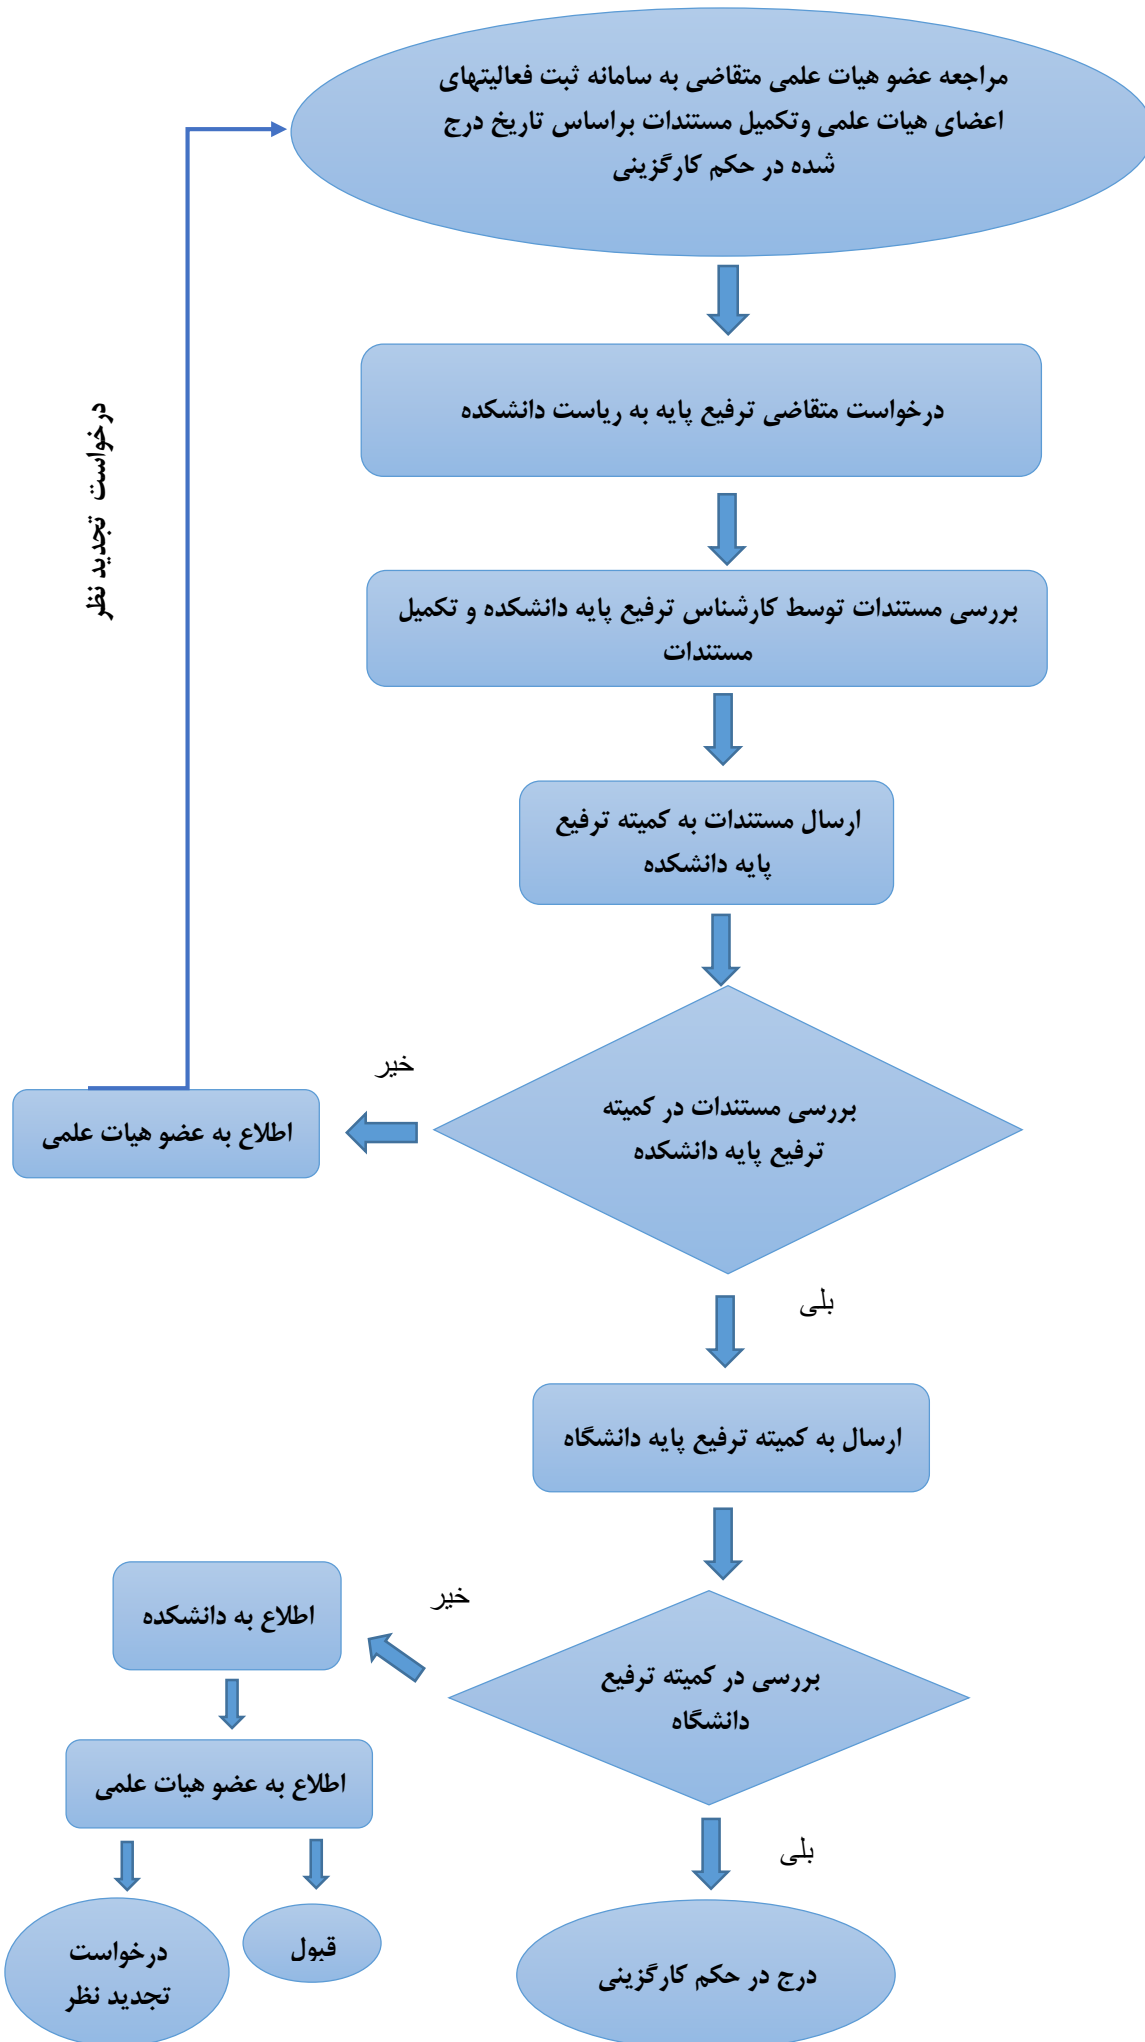 مراجعه عضو هیات علمی متقاضی به سامانه ثبت فعالیتهای
اعضای هیات علمی وتکمیل مستندات براساس تاریخ درج
شده در حکم کارگزینی
درخواست متقاضی ترفیع پایه به ریاست دانشکده
درخواست تجدید نظر
بررسی مستندات توسط کارشناس ترفیع پایه دانشکده و تکمیل
مستندات
ارسال مستندات به کمیته ترفیع
پایه دانشکده
خیر
بررسی مستندات در کمیته
ترفیع پایه دانشکده
اطلاع به عضو هیات علمی
بلی
ارسال به کمیته ترفیع پایه دانشگاه
خیر
اطلاع به دانشکده
بررسی در کمیته ترفیع
دانشگاه
اطلاع به عضو هیات علمی
بلی
قبول
درخواست
تجدید نظر
درج در حکم کارگزینی